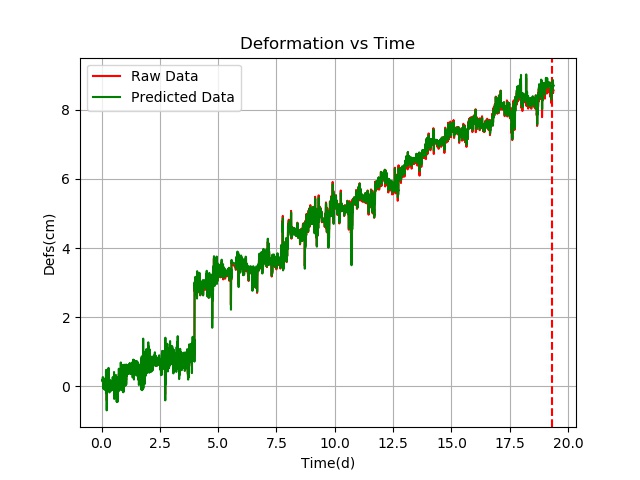 Deformation vs Time
Raw Data
Predicted Data
Defs(cm)
8
6
4
2
0
0.0 2.5 5.0 7.5 10.0 12.5 15.0 17.5 20.0
Time(d)